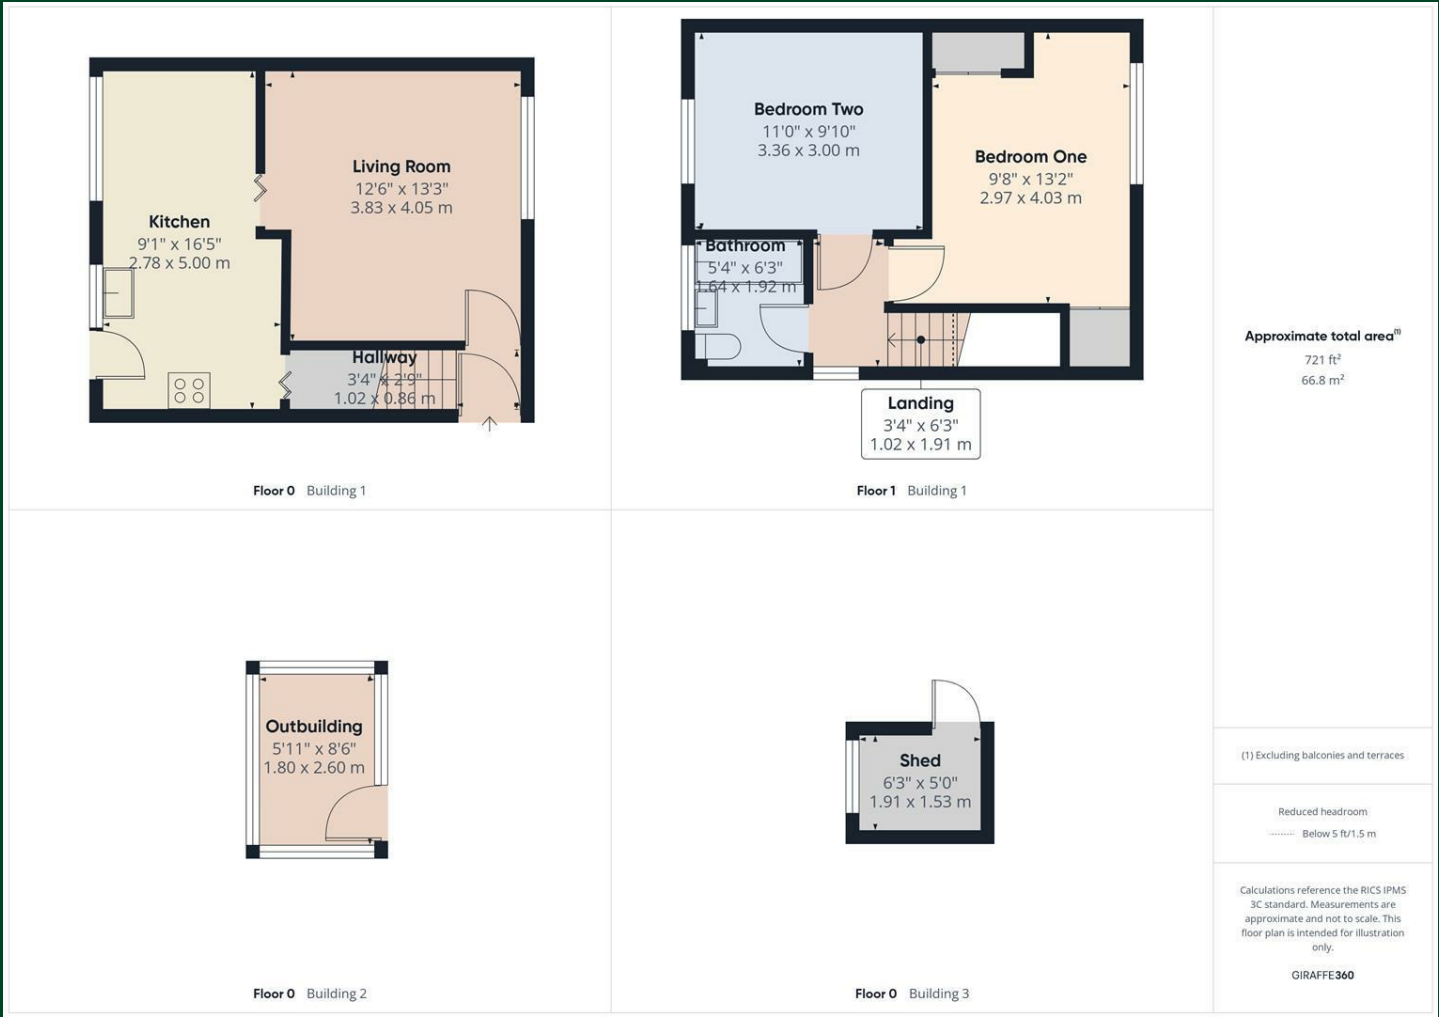 Kitchen
9'1" x 16'5"
2.78 x 5.00 m
Living Room
12'6" x 13'3"
3.83 x 4.05 m
Hallway
3'4" x 2'9"
1.02 x 0.86 m
Floor 0 Building 1
Bedroom Two
11'0" x 9'10"
3.36 x 3.00 m
Bedroom One
9'8" x 13'2"
2.97 x 4.03 m
Bathroom
5'4" x 6'3"
1.64 x 1.92 m
Landing
3'4" x 6'3"
1.02 x 1.91 m
Floor 1 Building 1
Outbuilding
5'11" x 8'6"
1.80 x 2.60 m
Floor 0 Building 2
Shed
6'3" x 5'0"
1.91 x 1.53 m
Floor 0 Building 3
Approximate total area(1)
721 ft²
66.8 m²
(1) Excluding balconies and terraces
Reduced headroom
Below 5 ft/1.5 m
Calculations reference the RICS IPMS
3C standard. Measurements are
approximate and not to scale. This
floor plan is intended for illustration
only.
GIRAFFE360